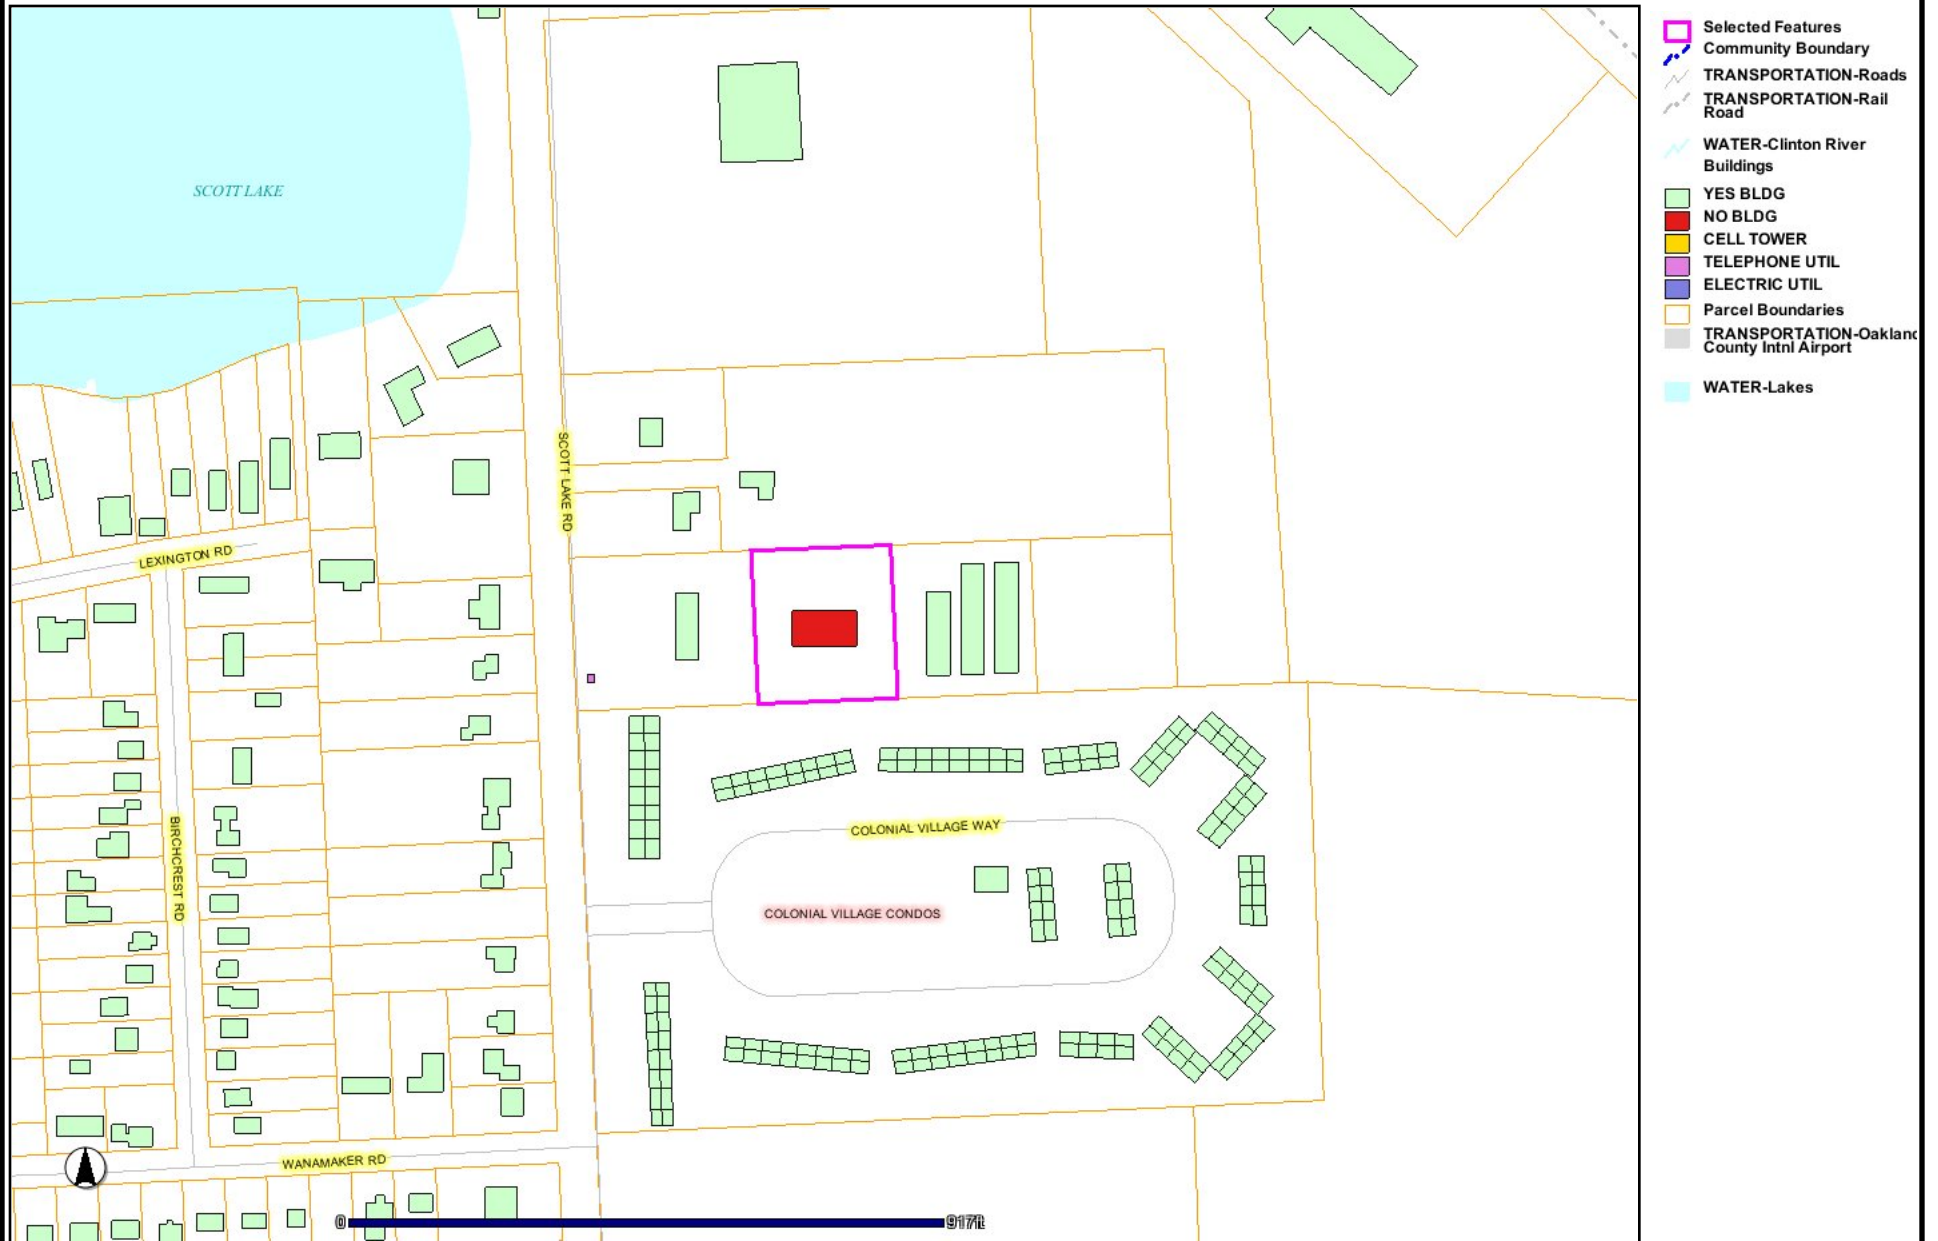 SCOTT LAKE
SCOTT LAKE RD
LEXINGTON RD
BIRCHCREST RD
COLONIAL VILLAGE WAY
COLONIAL VILLAGE CONDOS
WANAMAKER RD
0
917ft
Selected Features
Community Boundary
TRANSPORTATION-Roads
TRANSPORTATION-Rail
Road
WATER-Clinton River
Buildings
YES BLDG
NO BLDG
CELL TOWER
TELEPHONE UTIL
ELECTRIC UTIL
Parcel Boundaries
TRANSPORTATION-Oaklanc
County Intnl Airport
WATER-Lakes